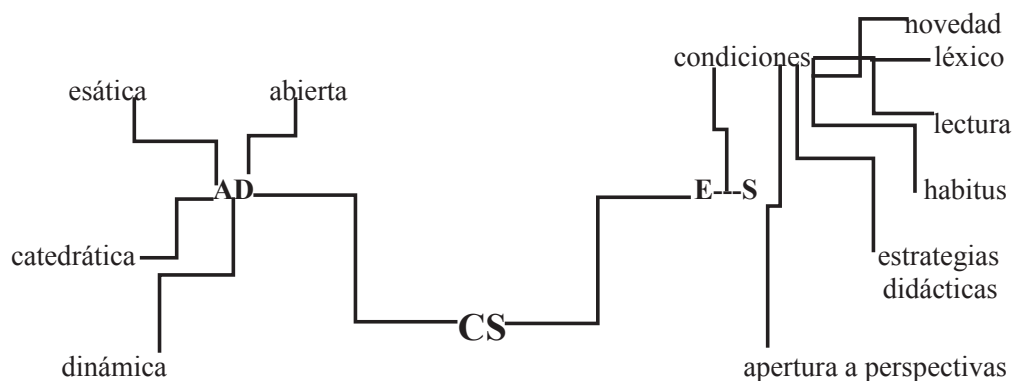 novedad
condiciones
léxico
esática
abierta
lectura
AD
E---S
habitus
catedrática
estrategias
didácticas
CS
dinámica
apertura a perspectivas